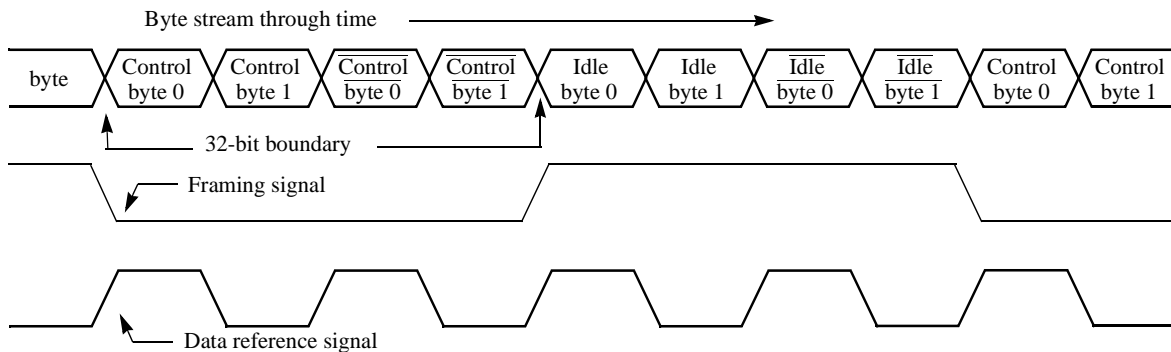 Byte stream through time
byte
Control
byte 0
Control
byte 1
Control
byte 0
Control
byte 1
Idle
byte 0
Idle
byte 1
Idle
byte 0
Idle
byte 1
Control
byte 0
Control
byte 1
32-bit boundary
Framing signal
Data reference signal